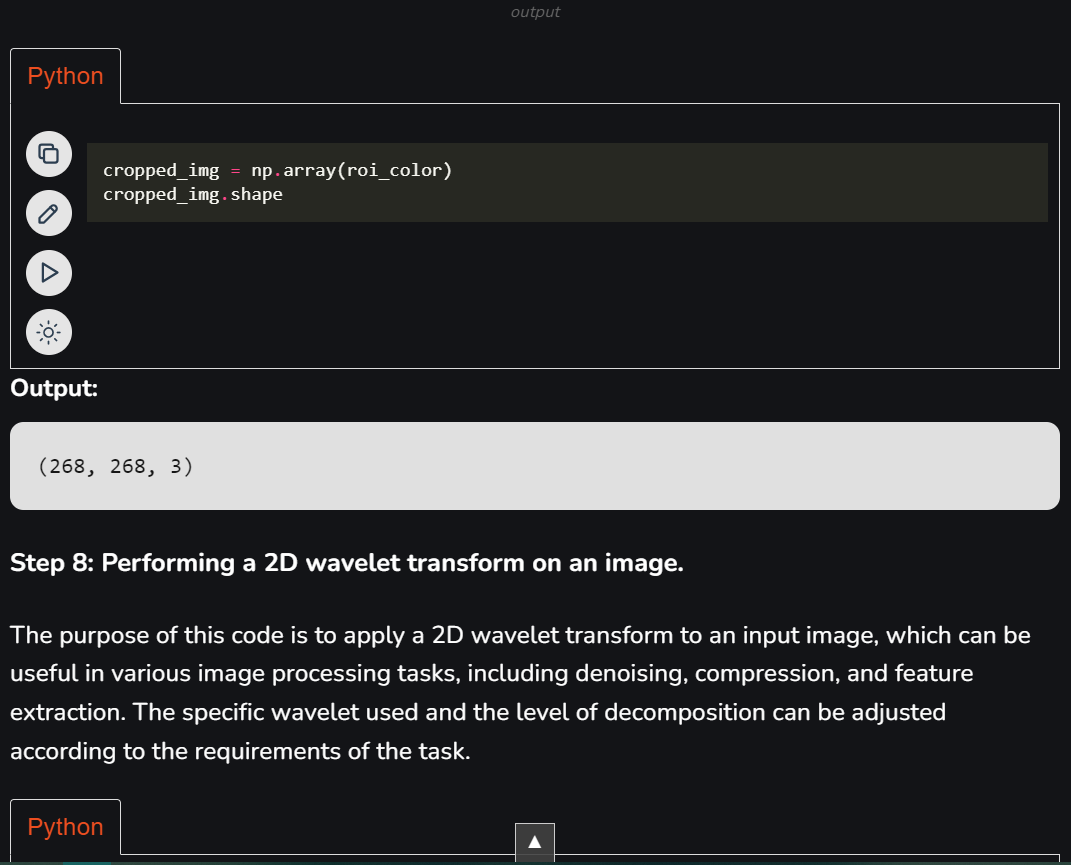 output
Python
cropped_img = np.array(roi_color)
cropped_img.shape
Output:
(268, 268, 3)
Step 8: Performing a 2D wavelet transform on an image.
The purpose of this code is to apply a 2D wavelet transform to an input image, which can be
useful in various image processing tasks, including denoising, compression, and feature
extraction. The specific wavelet used and the level of decomposition can be adjusted
according to the requirements of the task.
Python